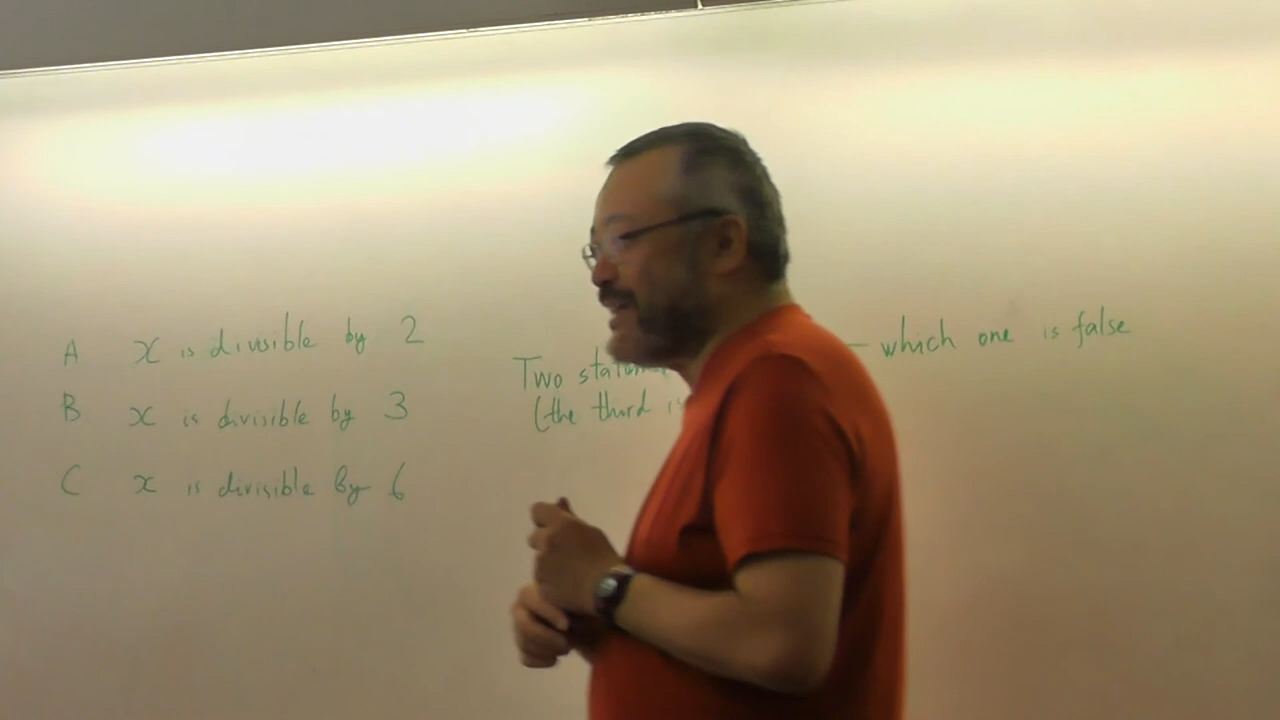 A x is divisible by 2
B x is divisible by 3
C x is divisible By 6
Two — which one is false
(the third